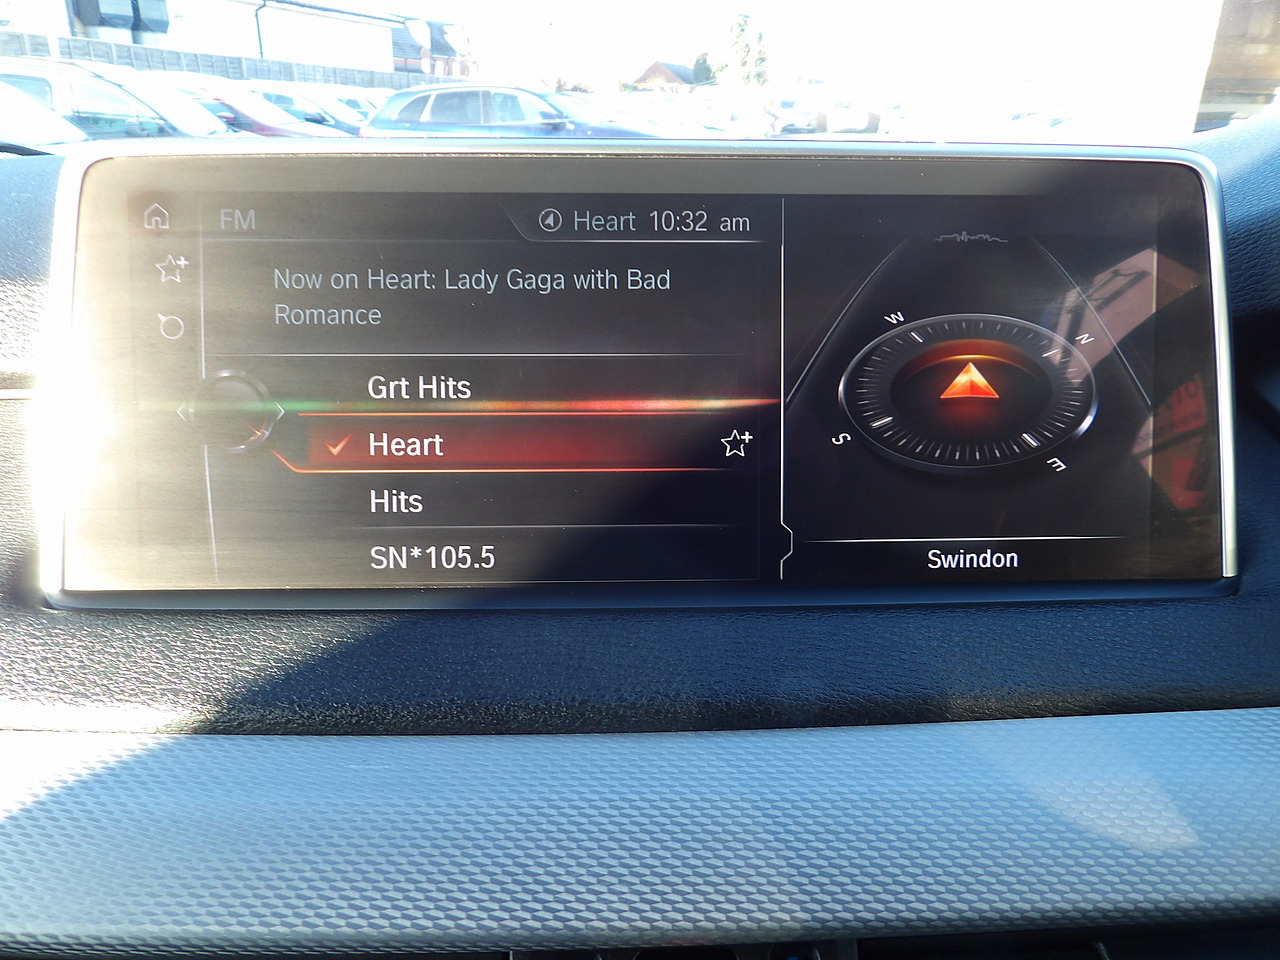 FM
Heart 10:32 am
Now on Heart: Lady Gaga with Bad
Romance
Grt Hits
Heart
Hits
SN*105.5
W
N
S
E
Swindon